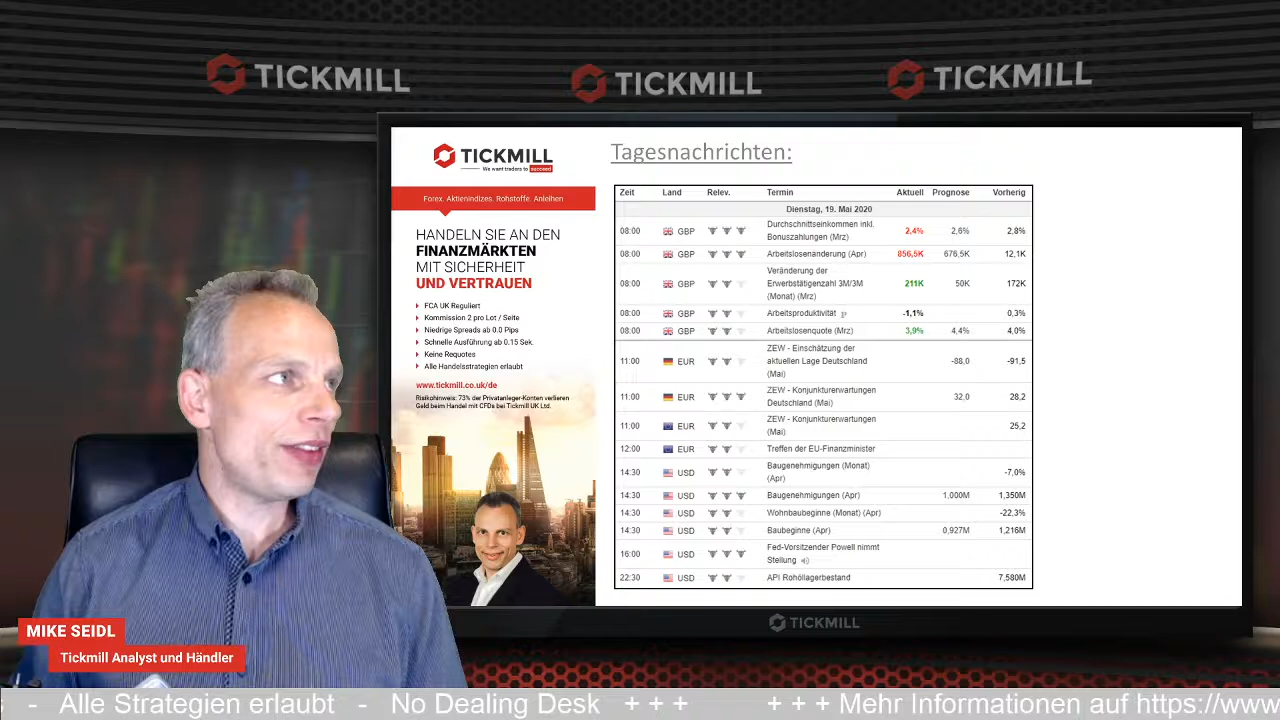 TICKMILL
TICKMILL
TICKMILL
TICKMILL
We want traders to succeed
Forex. Aktienindizes. Rohstoffe. Anleihen
HANDELN SIE AN DEN
FINANZMÄRKTEN
MIT SICHERHEIT
UND VERTRAUEN
FCA UK Reguliert
Kommission 2 pro Lot / Seite
Niedrige Spreads ab 0.0 Pips
Schnelle Ausführung ab 0.15 Sek.
Keine Requotes
Alle Handelsstrategien erlaubt
www.tickmill.co.uk/de
Risikohinweis: 73% der Privatanleger-Konten verlieren
Geld beim Handel mit CFDs bei Tickmill UK Ltd.
Tagesnachrichten:
Zeit Land Relev. Termin Aktuell Prognose Vorherig
Dienstag, 19. Mai 2020
08:00 GBP Durchschnittseinkommen inkl. 2,4% 2,6% 2,8%
Bonuszahlungen (Mrz)
08:00 GBP Arbeitslosenänderung (Apr) 856,5K 676,5K 12,1K
08:00 GBP Veränderung der 211K 50K 172K
Erwerbstätigenzahl 3M/3M
(Monat) (Mrz)
08:00 GBP Arbeitsproduktivität -1,1% 0,3%
08:00 GBP Arbeitslosenquote (Mrz) 3,9% 4,4% 4,0%
11:00 EUR ZEW - Einschätzung der -88,0 -91,5
aktuellen Lage Deutschland
(Mai)
11:00 EUR ZEW - Konjunkturerwartungen 32,0 28,2
Deutschland (Mai)
11:00 EUR ZEW - Konjunkturerwartungen 25,2
(Mai)
12:00 EUR Treffen der EU-Finanzminister
14:30 USD Baugenehmigungen (Monat) -7,0%
(Apr)
14:30 USD Baugenehmigungen (Apr) 1,000M 1,350M
14:30 USD Wohnbaubeginne (Monat) (Apr) -22,3%
14:30 USD Baubeginne (Apr) 0,927M 1,216M
16:00 USD Fed-Vorsitzender Powell nimmt
Stellung
22:30 USD API Rohöllagerbestand 7,580M
TICKMILL
MIKE SEIDL
Tickmill Analyst und Händler
- Alle Strategien erlaubt - No Dealing Desk + + + + + + Mehr Informationen auf https://www